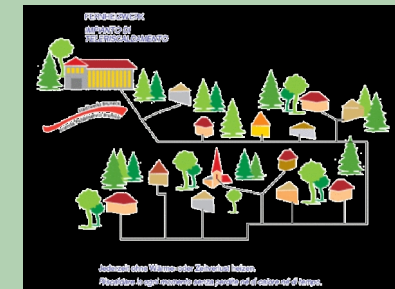 FERNHEIZWERK
IMPIANTO DI
TELERISCALDAMENTO
Jederzeit ohne Wärme- oder Zeitverlust heizen.
Riscaldare in ogni momento senza perdite né di calore né di tempo.